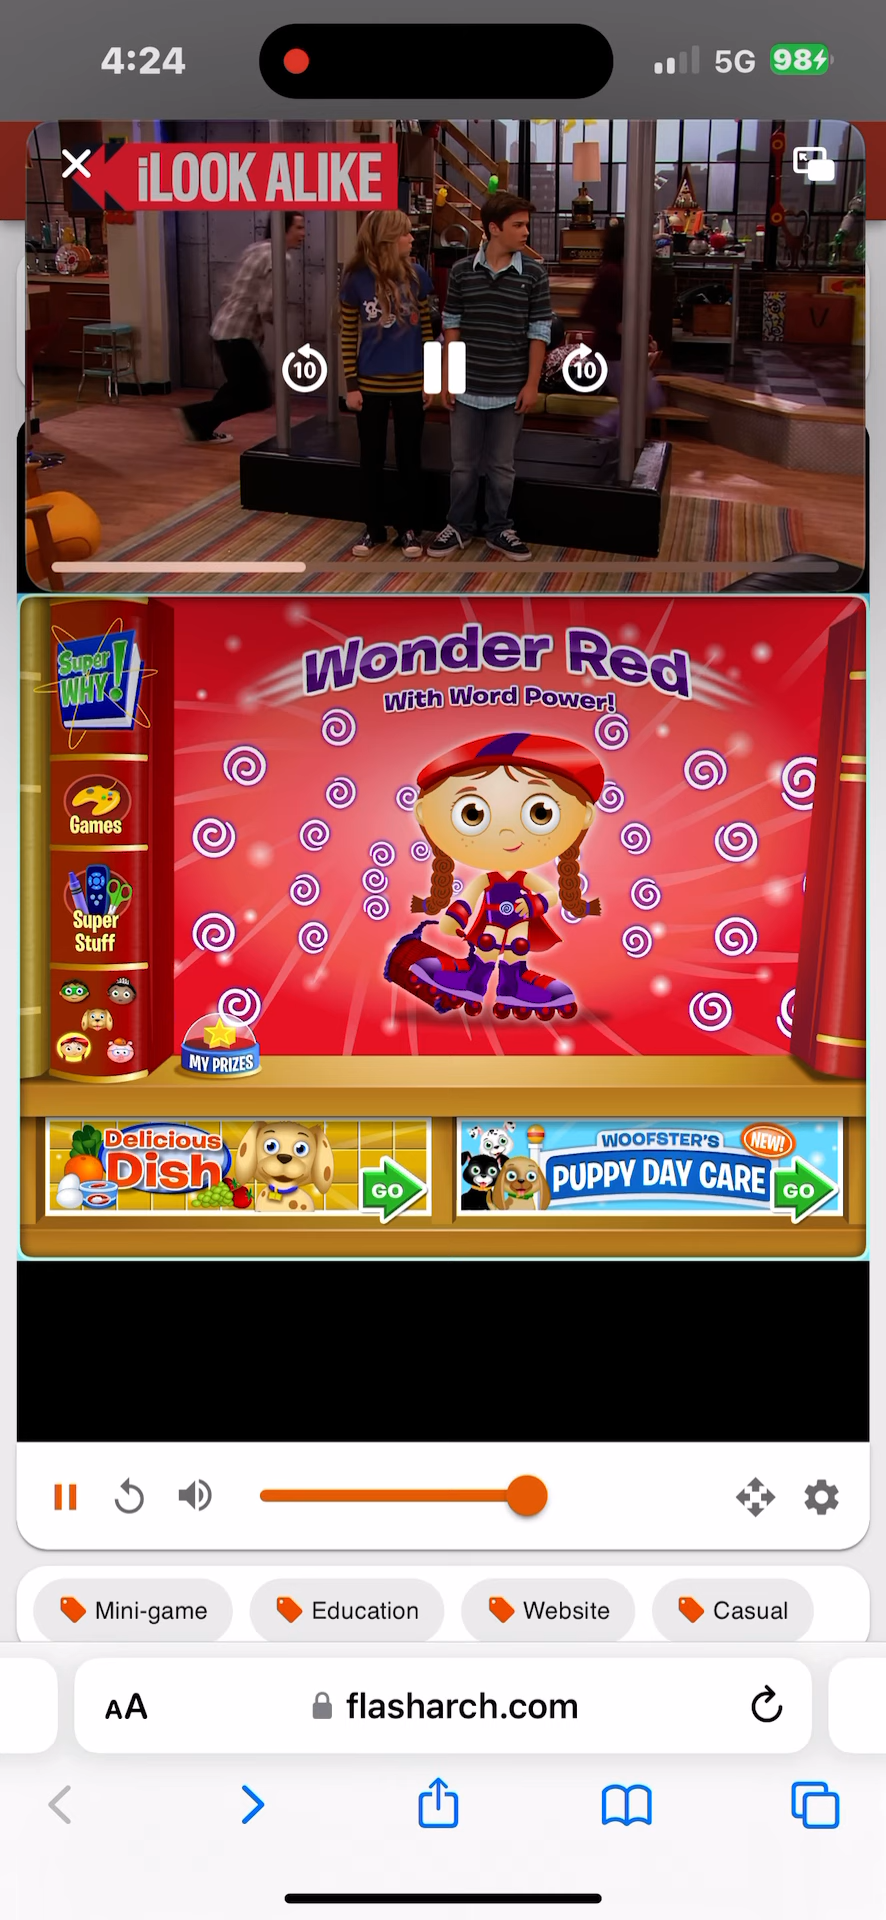 4:24
5G
98
iLOOK ALIKE
10
10
Super
WHY!
Wonder Red
With Word Power!
Games
Super
Stuff
MY PRIZES
Delicious
Dish
GO
WOOFSTER'S
NEW!
PUPPY DAY CARE
GO
Mini-game
Education
Website
Casual
AA
flasharch.com